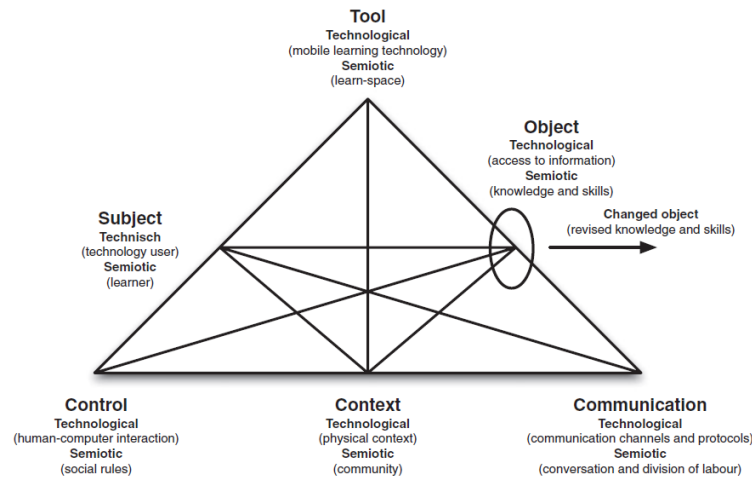 Tool
Technological
(mobile learning technology)
Semiotic
(learn-space)
Object
Technological
(access to information)
Semiotic
(knowledge and skills)
Changed object
(revised knowledge and skills)
Subject
Technisch
(technology user)
Semiotic
(learner)
Control
Technological
(human-computer interaction)
Semiotic
(social rules)
Context
Technological
(physical context)
Semiotic
(community)
Communication
Technological
(communication channels and protocols)
Semiotic
(conversation and division of labour)